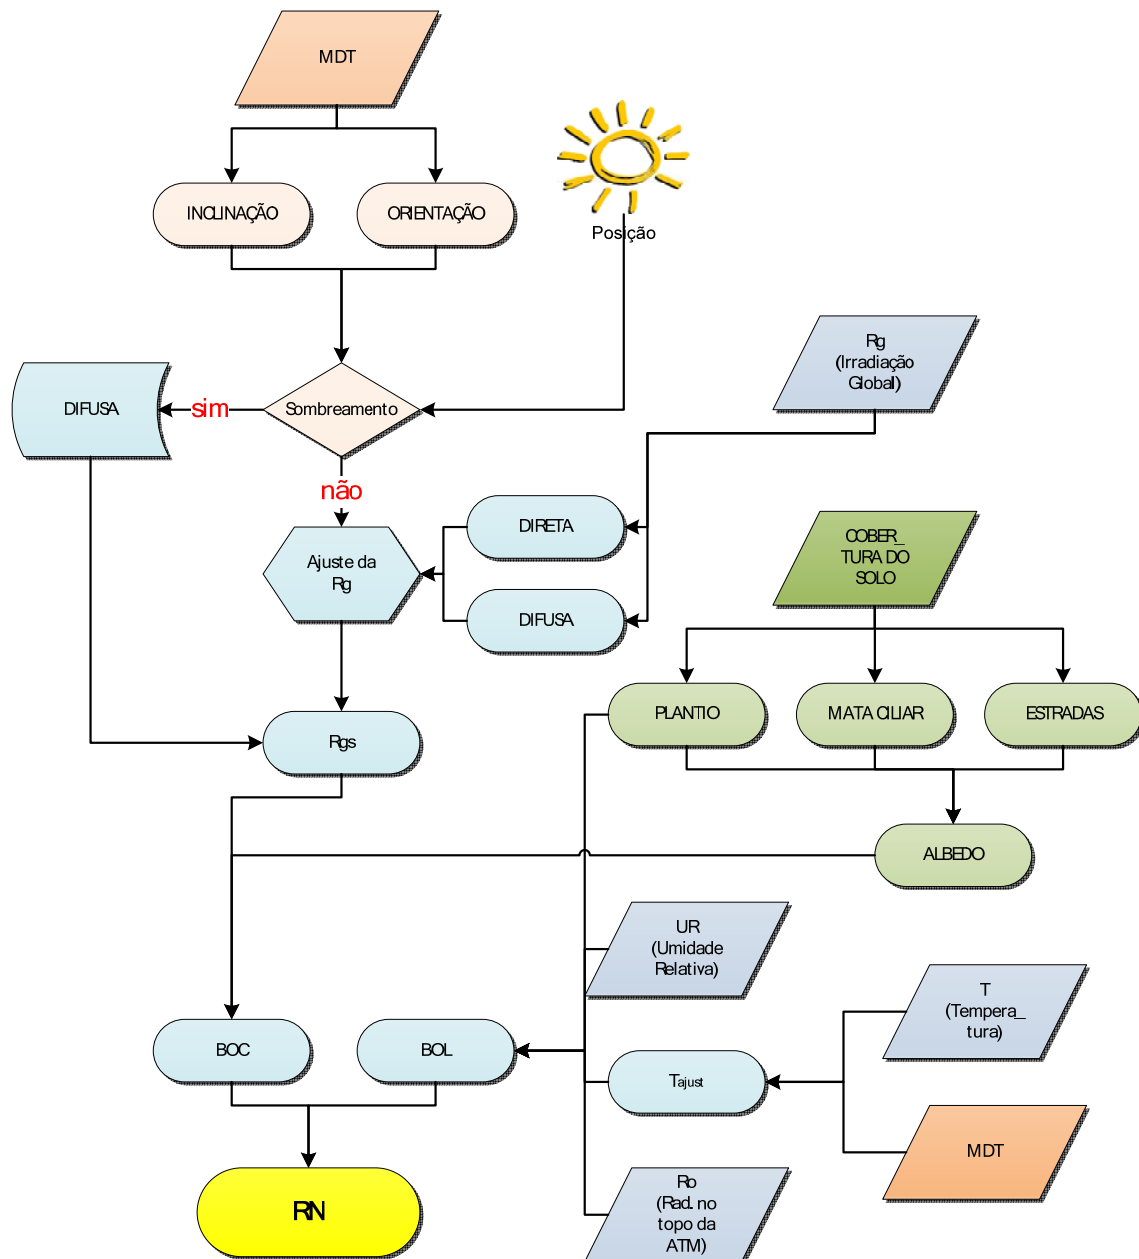 MDT
INCLINAÇÃO
ORIENTAÇÃO
Posição
Rg
(Irradiação
Global)
DIFUSA
sim
Sombreamento
não
DIRETA
Ajuste da
Rg
DIFUSA
COBER_
TURA DO
SOLO
PLANTIO
MATA CILIAR
ESTRADAS
Rgs
ALBEDO
UR
(Umidade
Relativa)
T
(Tempera_
tura)
BOC
BOL
Tajust
MDT
Ro
(Rad. no
topo da
ATM)
RN